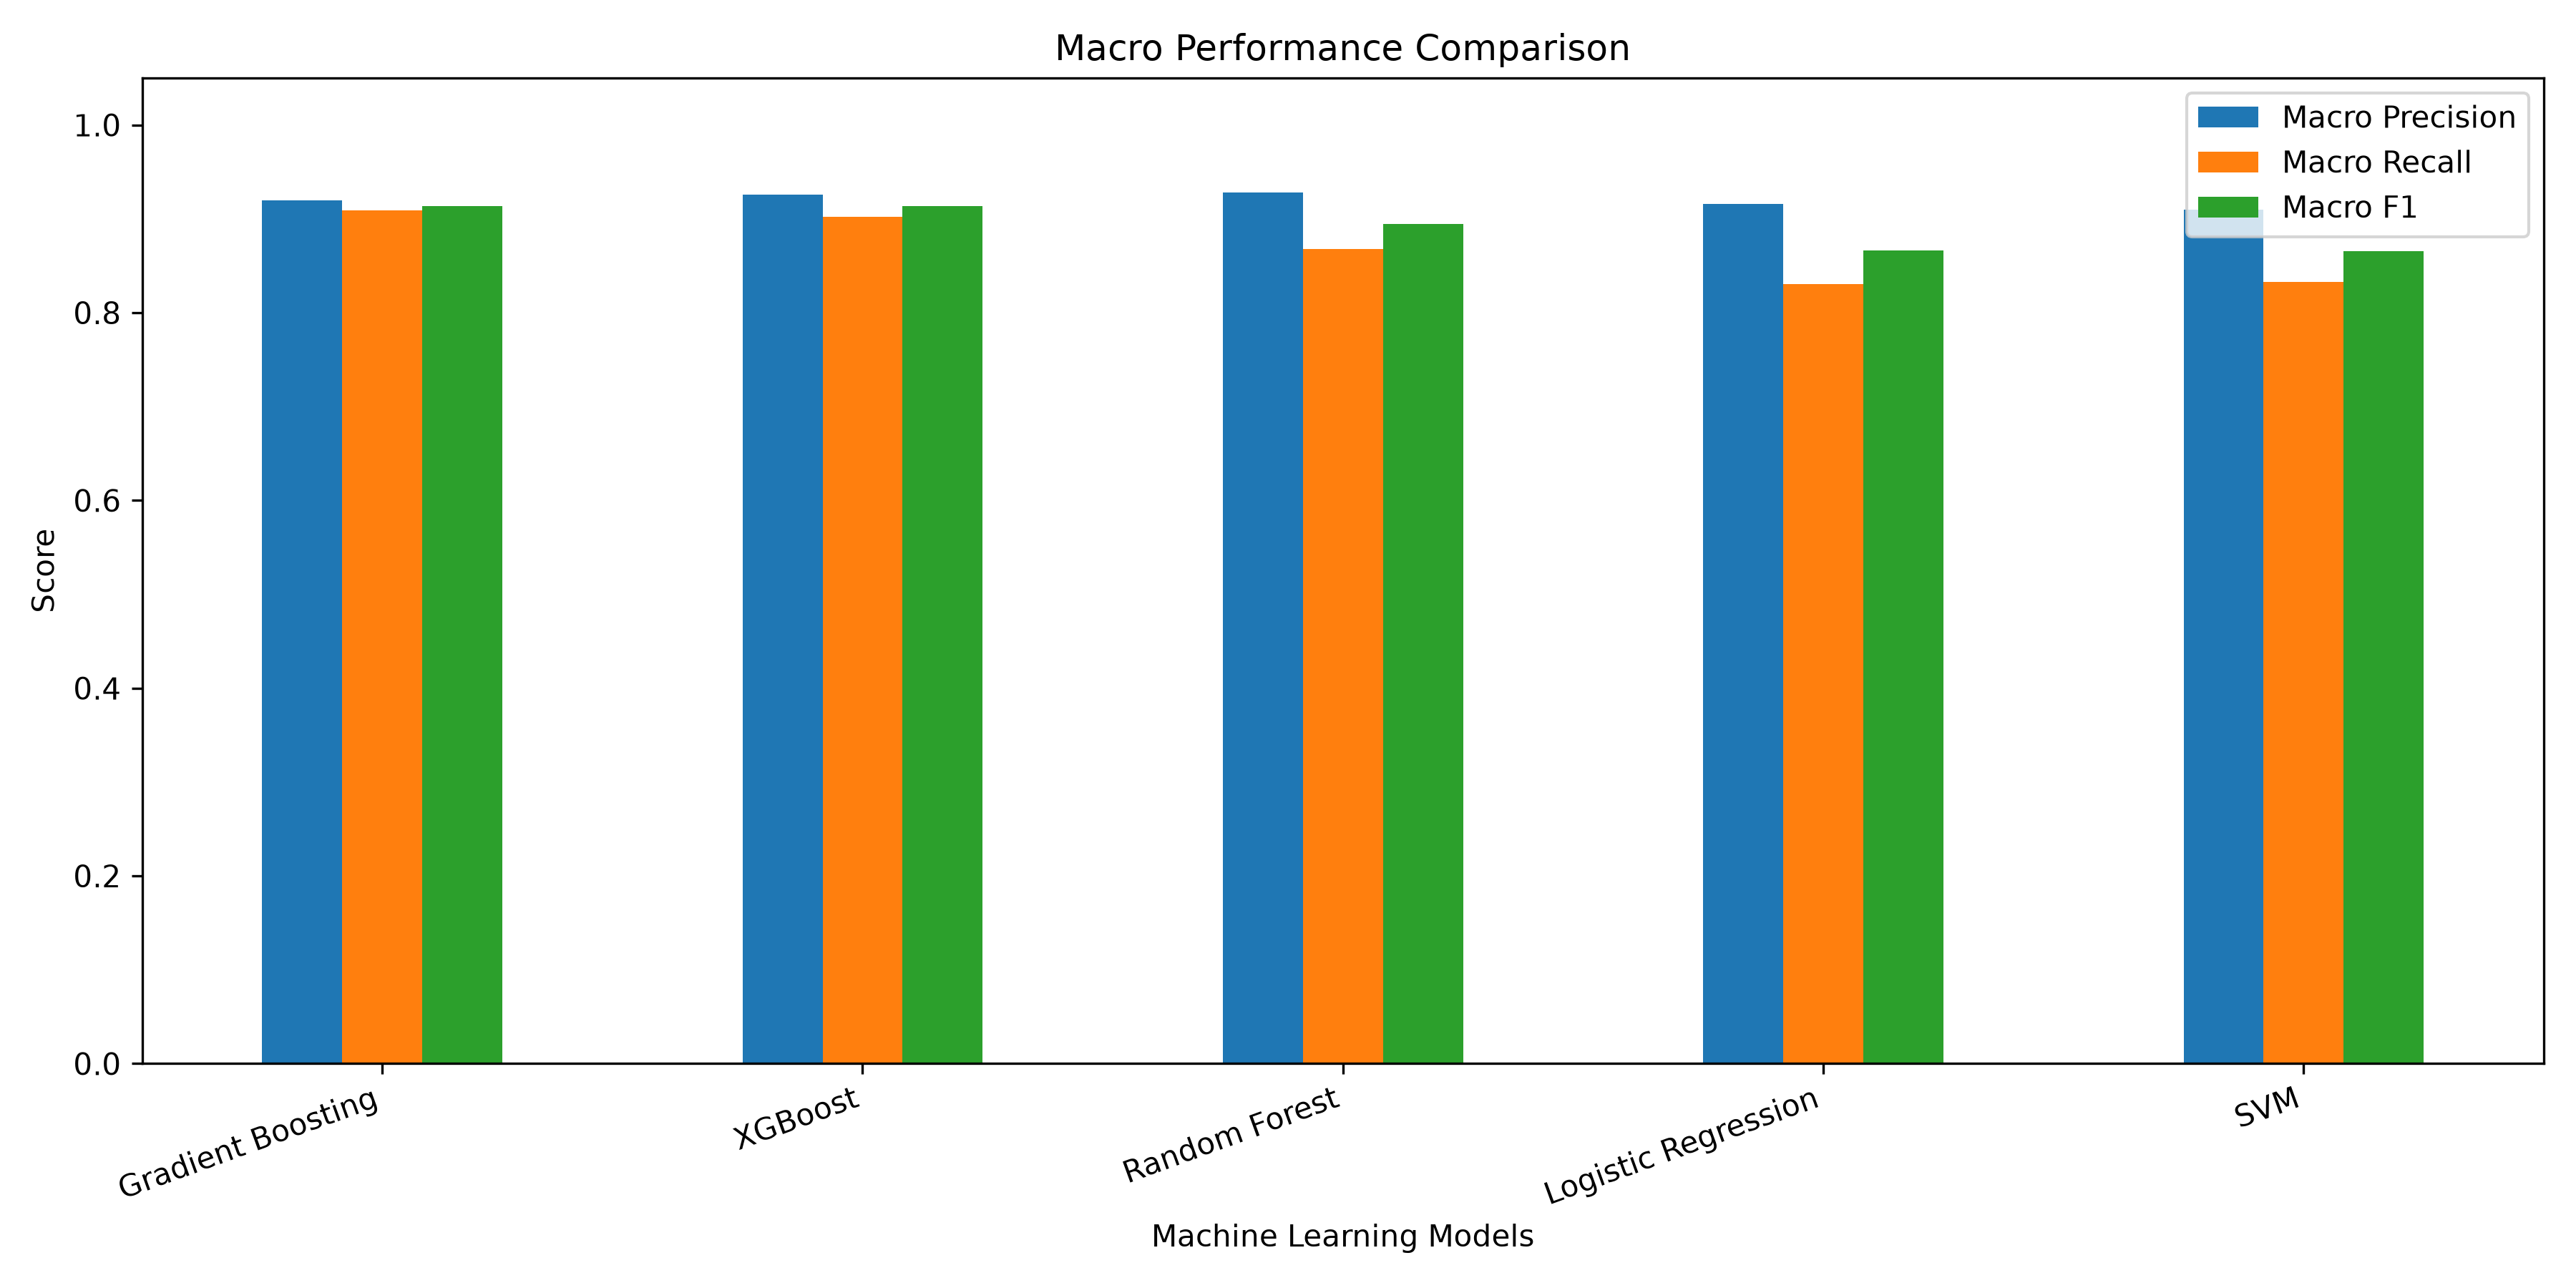 Macro Performance Comparison
1.0
0.8
0.6
0.4
0.2
0.0
Score
Macro Precision
Macro Recall
Macro F1
Gradient Boosting
XGBoost
Random Forest
Logistic Regression
SVM
Machine Learning Models